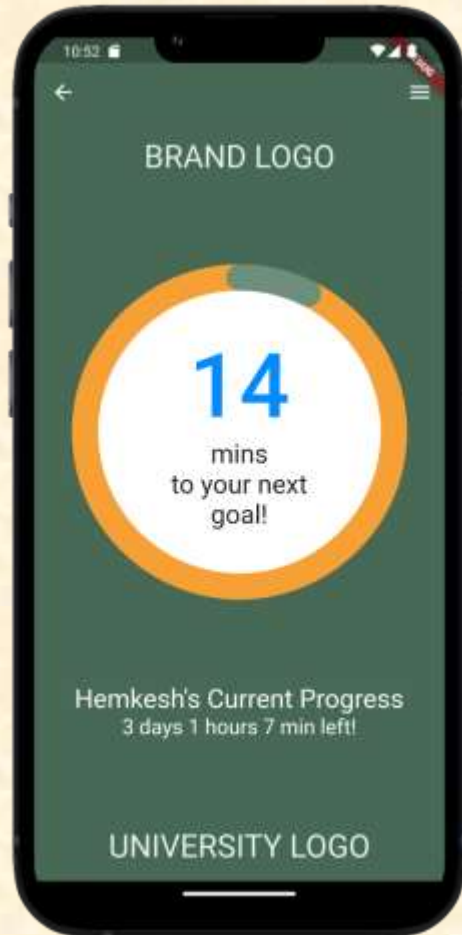 10:52
DEBUG
BRAND LOGO
14
mins
to your next
goal!
Hemkesh's Current Progress
3 days 1 hours 7 min left!
UNIVERSITY LOGO